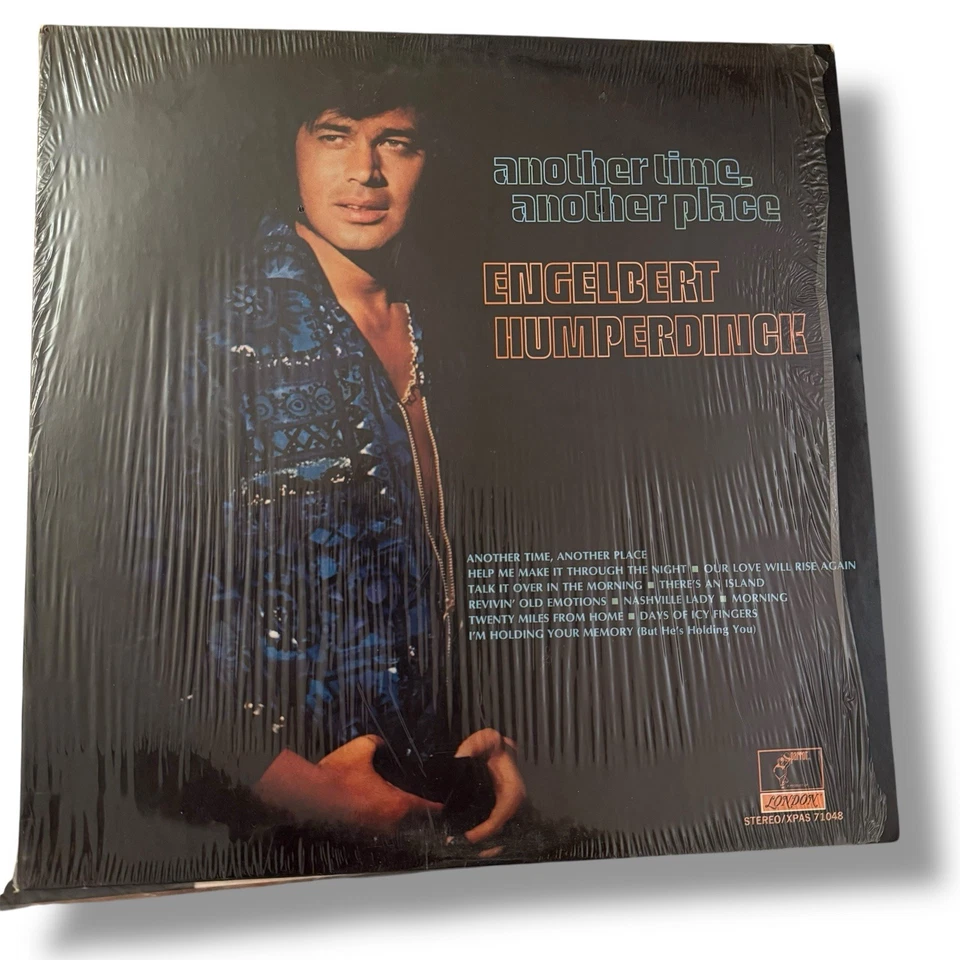 another time,
another place
ENGELBERT
HUMPERDINCK
ANOTHER TIME, ANOTHER PLACE
HELP ME MAKE IT THROUGH THE NIGHT ■ OUR LOVE WILL RISE AGAIN
TALK IT OVER IN THE MORNING ■ THERE'S AN ISLAND
REVIVIN' OLD EMOTIONS ■ NASHVILLE LADY ■ MORNING
TWENTY MILES FROM HOME ■ DAYS OF ICY FINGERS
I'M HOLDING YOUR MEMORY (But He's Holding You)
PARROT
LONDON
STEREO/XPAS 71048